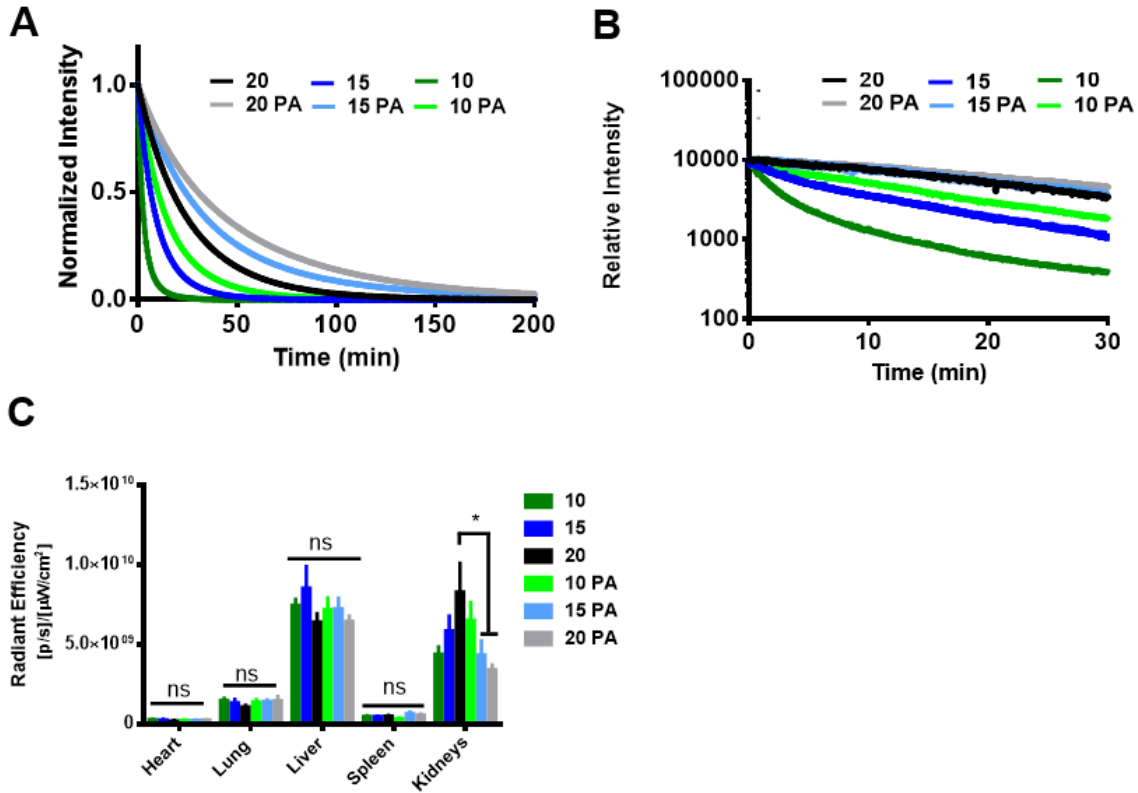 A
Normalized Intensity
1.0
0.5
0.0
20 15 10
20 PA 15 PA 10 PA
0 50 100 150 200
Time (min)
B
Relative Intensity
100000
10000
1000
100
20 15 10
20 PA 15 PA 10 PA
0 10 20 30
Time (min)
C
Radiant Efficiency
[p/s]/[µW/cm²]
1.5×10¹⁰
1.0×10¹⁰
5.0×10⁰⁹
0
ns
ns
ns
ns
*
Heart
Lung
Liver
Spleen
Kidneys
10
15
20
10 PA
15 PA
20 PA